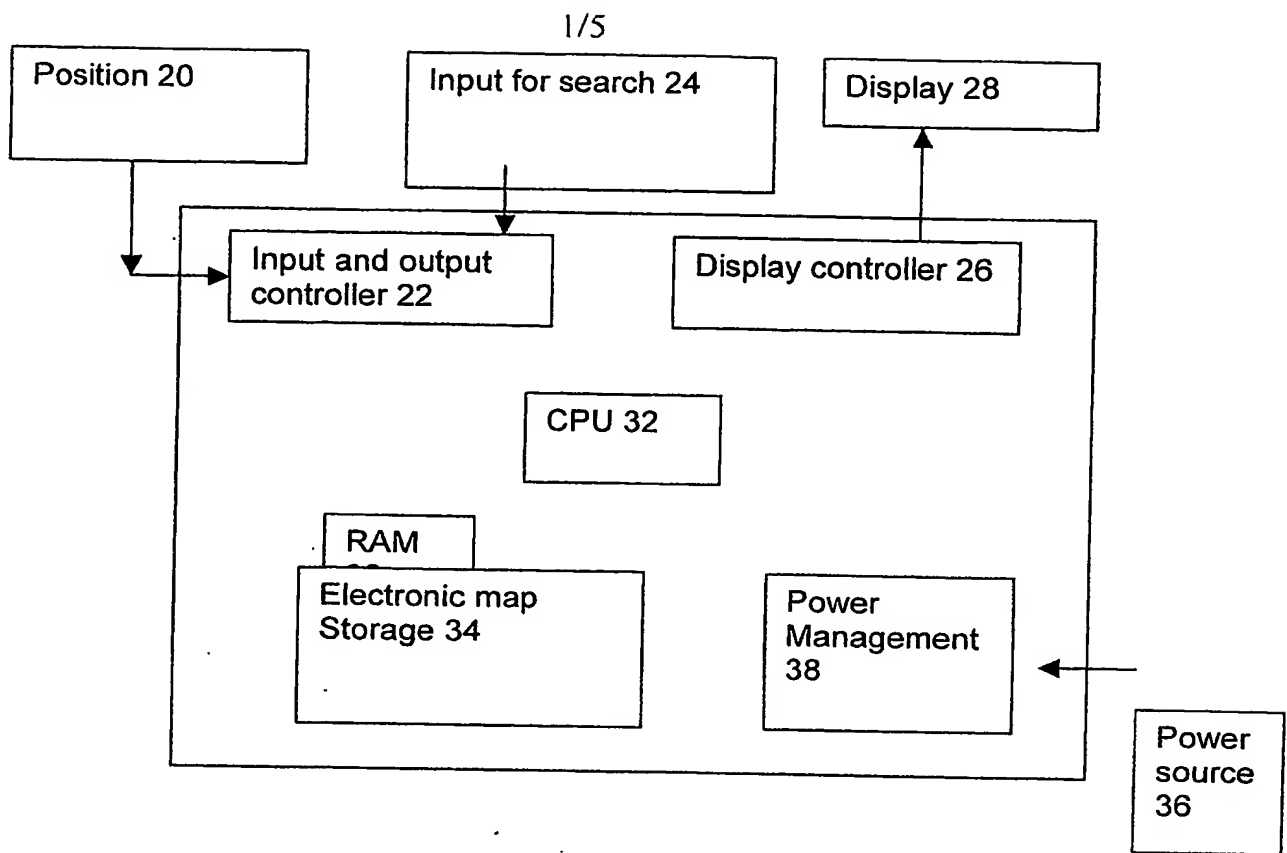 1/5
Position 20
Input for search 24
Display 28
Input and output
controller 22
Display controller 26
CPU 32
RAM
Electronic map
Storage 34
Power
Management
38
Power
source
36